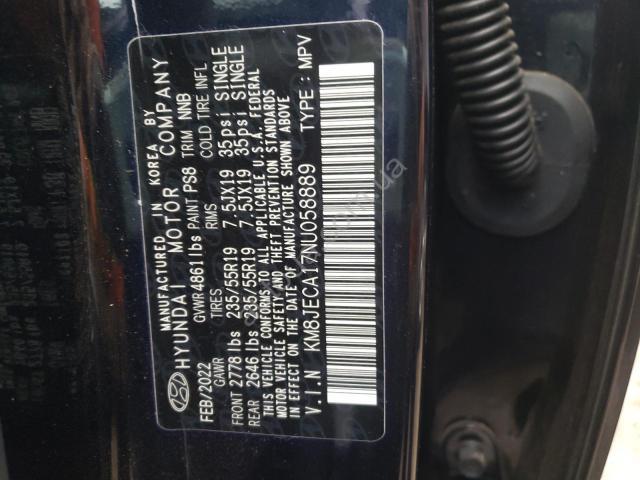 MANUFACTURED IN KOREA BY
HYUNDAI MOTOR COMPANY
FEB/2022 GVWR 4861 lbs PAINT PS8 TRIM NNB
GAWR TIRES RIMS COLD TIRE INFL
FRONT 2778 lbs 235/55R19 7.5JX19 35psi SINGLE
REAR 2646 lbs 235/55R19 7.5JX19 35psi SINGLE
THIS VEHICLE CONFORMS TO ALL APPLICABLE U.S.A. FEDERAL
MOTOR VEHICLE SAFETY AND THEFT PREVENTION STANDARDS
IN EFFECT ON THE DATE OF MANUFACTURE SHOWN ABOVE
V.I.N KM8JECA17NU058889 TYPE : MPV